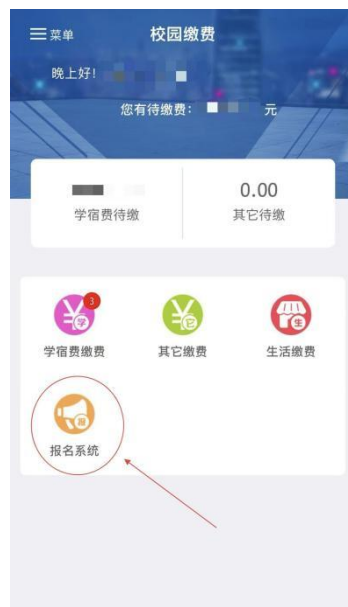 菜单 校园缴费
晚上好!
您有待缴费: 元
0.00
学宿费待缴 其它待缴
3
学宿费缴费 其它缴费 生活缴费
报名系统